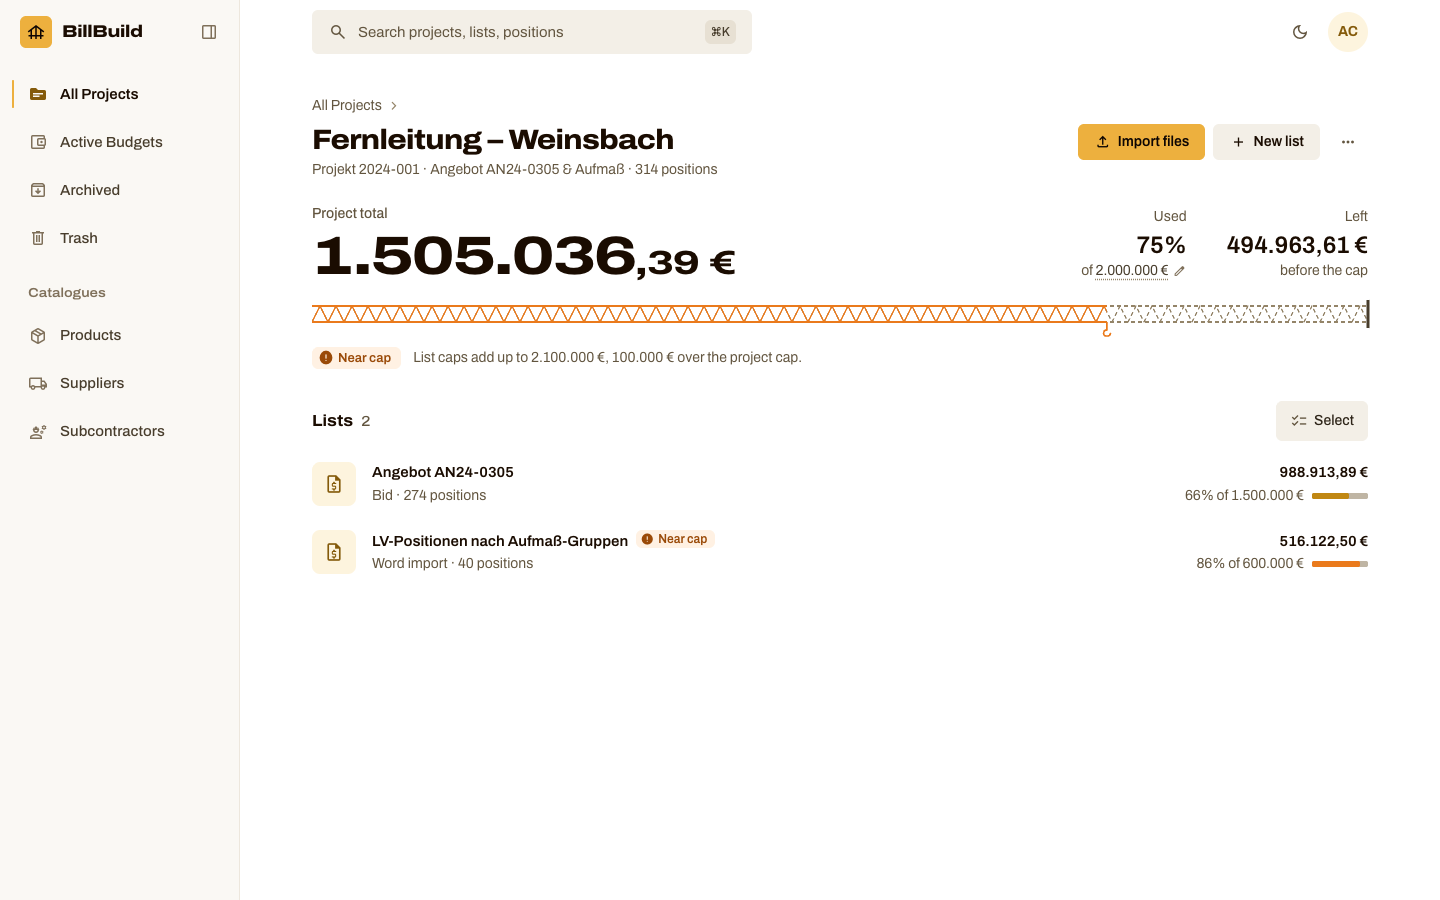 BillBuild
Search projects, lists, positions
⌘K
AC
All Projects
Active Budgets
Archived
Trash
Catalogues
Products
Suppliers
Subcontractors
All Projects
Fernleitung – Weinsbach
Projekt 2024-001 · Angebot AN24-0305 & Aufmaß · 314 positions
Import files
New list
Project total
1.505.036,39 €
Used
75%
of 2.000.000 €
Left
494.963,61 €
before the cap
Near cap
List caps add up to 2.100.000 €, 100.000 € over the project cap.
Lists 2
Select
Angebot AN24-0305
988.913,89 €
Bid · 274 positions
66% of 1.500.000 €
LV-Positionen nach Aufmaß-Gruppen
Near cap
516.122,50 €
Word import · 40 positions
86% of 600.000 €